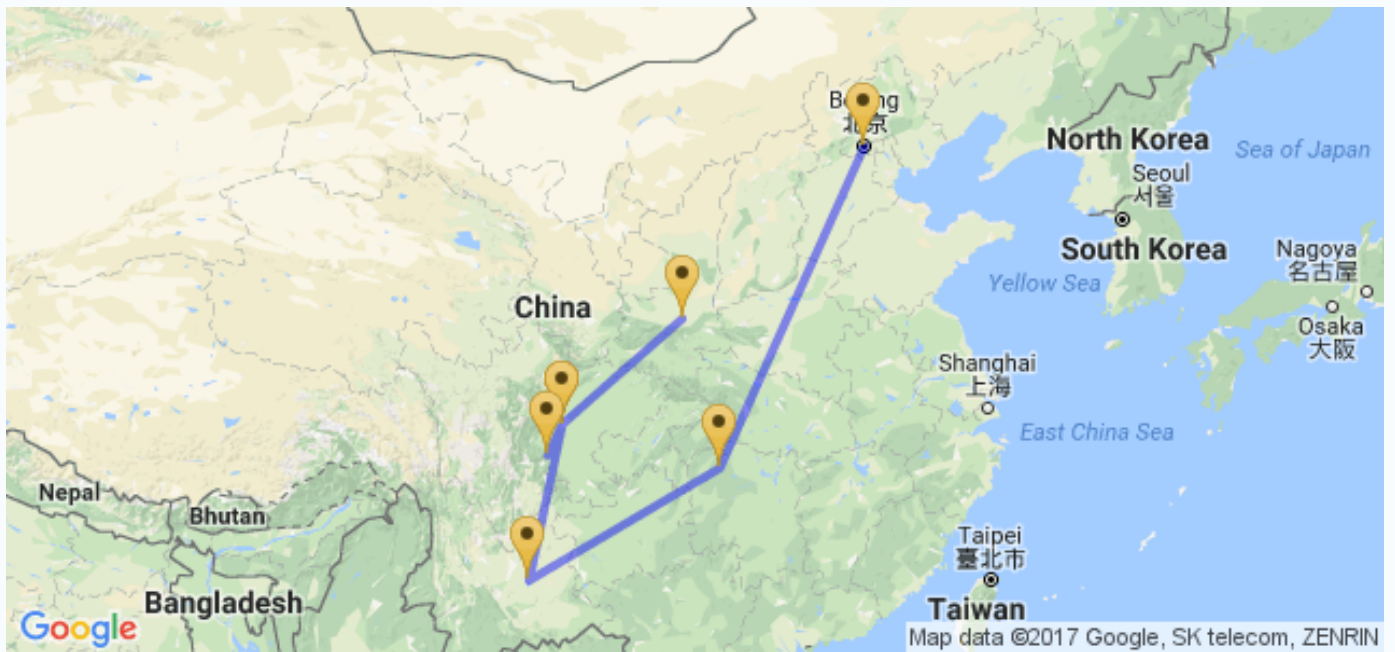 Be ng
北京
North Korea
Sea of Japan
Seoul
서울
South Korea
Nagoya
名古屋
Yellow Sea
China
Osaka
大阪
Shanghai
上海
East China Sea
Nepal
Bhutan
Taipei
臺北市
Bangladesh
Taiwan
Google
Map data ©2017 Google, SK telecom, ZENRIN